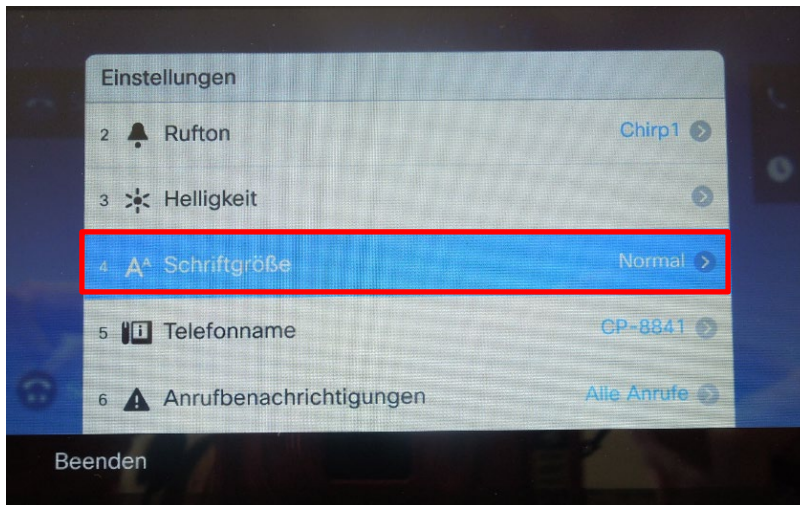 Einstellungen
2 Rufton Chirp1
3 Helligkeit
4 Schriftgröße Normal
5 Telefonname CP-8841
6 Anrufbenachrichtigungen Alle Anrufe
Beenden